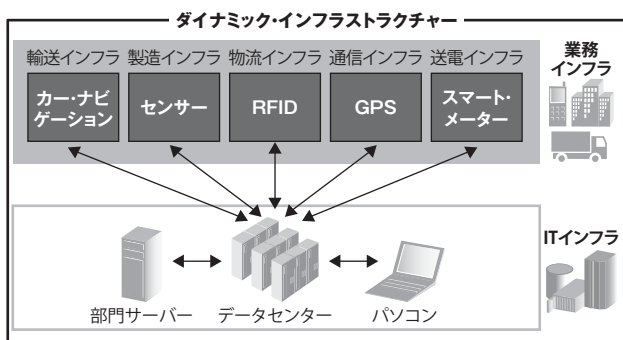 ダイナミック・インフラストラクチャー
輸送インフラ 製造インフラ 物流インフラ 通信インフラ 送電インフラ
カー・ナビ
ゲーション
センサー
RFID
GPS
スマート・
メーター
業務
インフラ
ITインフラ
部門サーバー データセンター パソコン